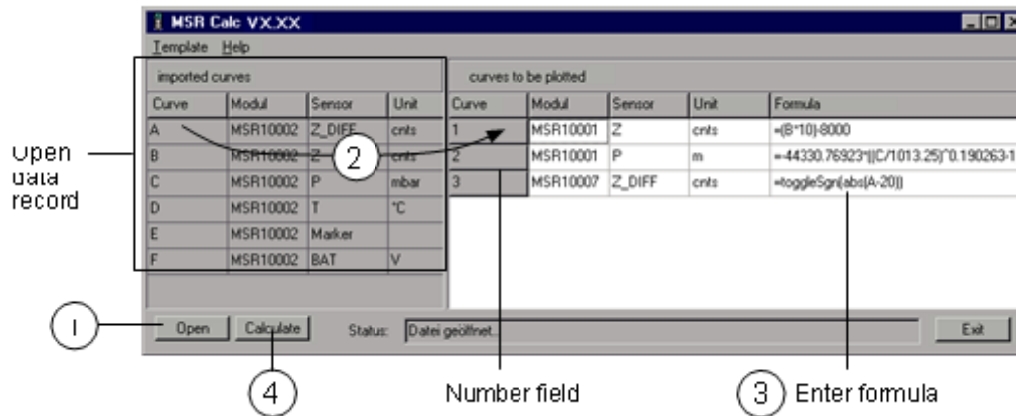 MSR Calc VX.XX
Template Help
imported curves
curves to be plotted
Curve Modul Sensor Unit Curve Modul Sensor Unit Formula
A MSR10002 Z_DIFF cnts 1 MSR10001 Z cnts =(B*10)-8000
B MSR10002 Z cnts 2 MSR10001 P m =-44330.76923*((C/1013.25)^0.190263-1
C MSR10002 P mbar 3 MSR10007 Z_DIFF cnts =toggleSgn(abs(A-20))
D MSR10002 T °C
E MSR10002 Marker
F MSR10002 BAT V
2
Open
data
record
1
Open Calculate Status: Datei geöffnet... Exit
4
Number field
3 Enter formula